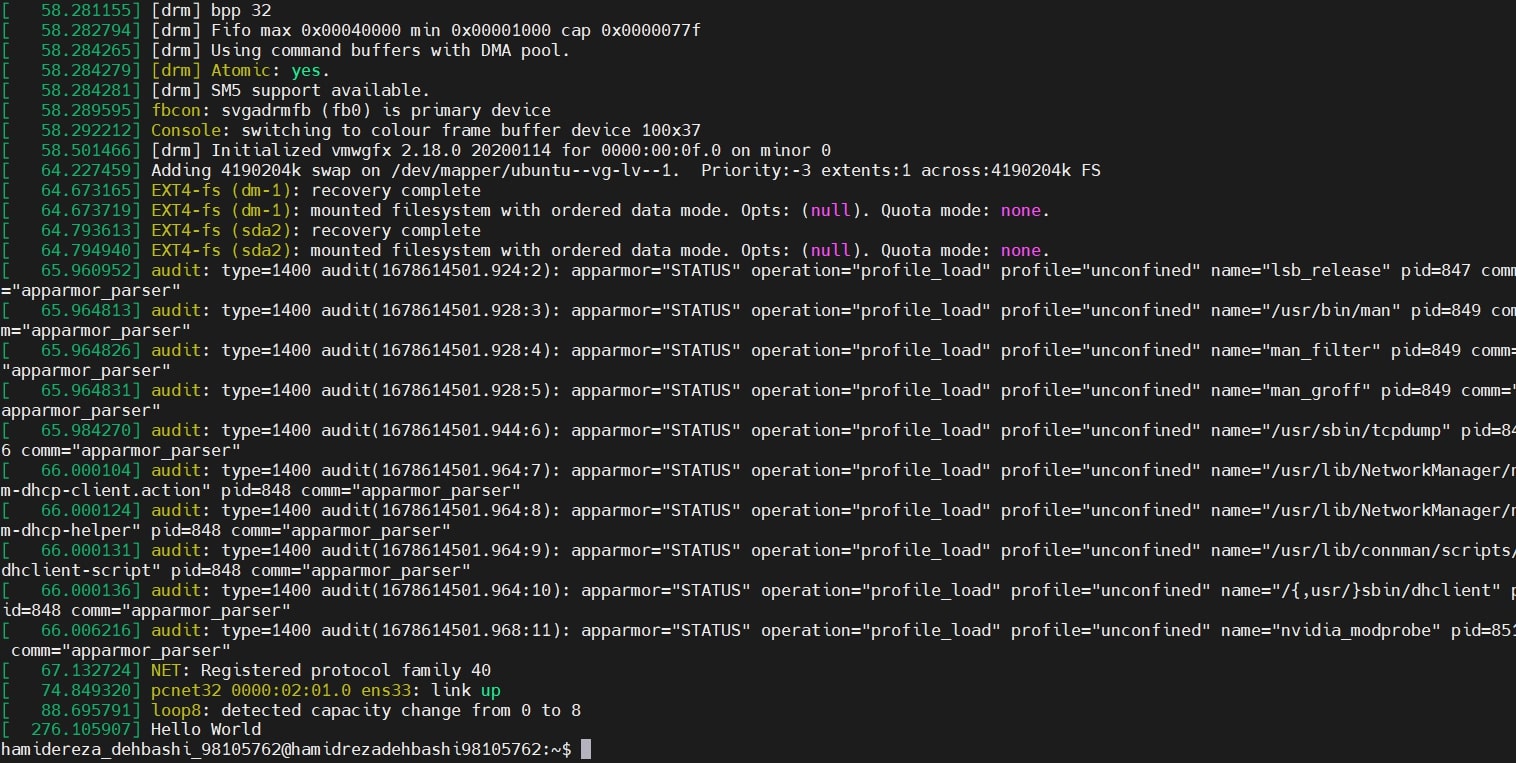 [   58.281155] [drm] bpp 32
[   58.282794] [drm] Fifo max 0x00040000 min 0x00001000 cap 0x0000077f
[   58.284265] [drm] Using command buffers with DMA pool.
[   58.284279] [drm] Atomic: yes.
[   58.284281] [drm] SM5 support available.
[   58.289595] fbcon: svgadrmfb (fb0) is primary device
[   58.292212] Console: switching to colour frame buffer device 100x37
[   58.501466] [drm] Initialized vmwgfx 2.18.0 20200114 for 0000:00:0f.0 on minor 0
[   64.227459] Adding 4190204k swap on /dev/mapper/ubuntu--vg-lv--1.  Priority:-3 extents:1 across:4190204k FS
[   64.673165] EXT4-fs (dm-1): recovery complete
[   64.673719] EXT4-fs (dm-1): mounted filesystem with ordered data mode. Opts: (null). Quota mode: none.
[   64.793613] EXT4-fs (sda2): recovery complete
[   64.794940] EXT4-fs (sda2): mounted filesystem with ordered data mode. Opts: (null). Quota mode: none.
[   65.960952] audit: type=1400 audit(1678614501.924:2): apparmor="STATUS" operation="profile_load" profile="unconfined" name="lsb_release" pid=847 comm
="apparmor_parser"
[   65.964813] audit: type=1400 audit(1678614501.928:3): apparmor="STATUS" operation="profile_load" profile="unconfined" name="/usr/bin/man" pid=849 com
m="apparmor_parser"
[   65.964826] audit: type=1400 audit(1678614501.928:4): apparmor="STATUS" operation="profile_load" profile="unconfined" name="man_filter" pid=849 comm=
"apparmor_parser"
[   65.964831] audit: type=1400 audit(1678614501.928:5): apparmor="STATUS" operation="profile_load" profile="unconfined" name="man_groff" pid=849 comm="
apparmor_parser"
[   65.984270] audit: type=1400 audit(1678614501.944:6): apparmor="STATUS" operation="profile_load" profile="unconfined" name="/usr/sbin/tcpdump" pid=84
6 comm="apparmor_parser"
[   66.000104] audit: type=1400 audit(1678614501.964:7): apparmor="STATUS" operation="profile_load" profile="unconfined" name="/usr/lib/NetworkManager/n
m-dhcp-client.action" pid=848 comm="apparmor_parser"
[   66.000124] audit: type=1400 audit(1678614501.964:8): apparmor="STATUS" operation="profile_load" profile="unconfined" name="/usr/lib/NetworkManager/n
m-dhcp-helper" pid=848 comm="apparmor_parser"
[   66.000131] audit: type=1400 audit(1678614501.964:9): apparmor="STATUS" operation="profile_load" profile="unconfined" name="/usr/lib/connman/scripts/
dhclient-script" pid=848 comm="apparmor_parser"
[   66.000136] audit: type=1400 audit(1678614501.964:10): apparmor="STATUS" operation="profile_load" profile="unconfined" name="/{,usr/}sbin/dhclient" p
id=848 comm="apparmor_parser"
[   66.006216] audit: type=1400 audit(1678614501.968:11): apparmor="STATUS" operation="profile_load" profile="unconfined" name="nvidia_modprobe" pid=851
 comm="apparmor_parser"
[   67.132724] NET: Registered protocol family 40
[   74.849320] pcnet32 0000:02:01.0 ens33: link up
[   88.695791] loop8: detected capacity change from 0 to 8
[  276.105907] Hello World
hamidereza_dehbashi_98105762@hamidrezadehbashi98105762:~$